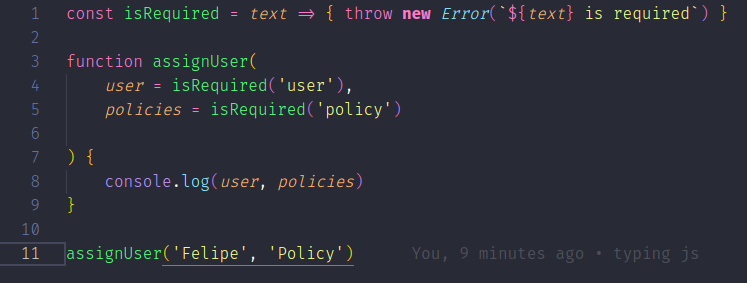 1 const isRequired = text => { throw new Error(`${text} is required`) }
2
3 function assignUser(
4     user = isRequired('user'),
5     policies = isRequired('policy')
6
7 ) {
8     console.log(user, policies)
9 }
10
11 assignUser('Felipe', 'Policy')     You, 9 minutes ago • typing js